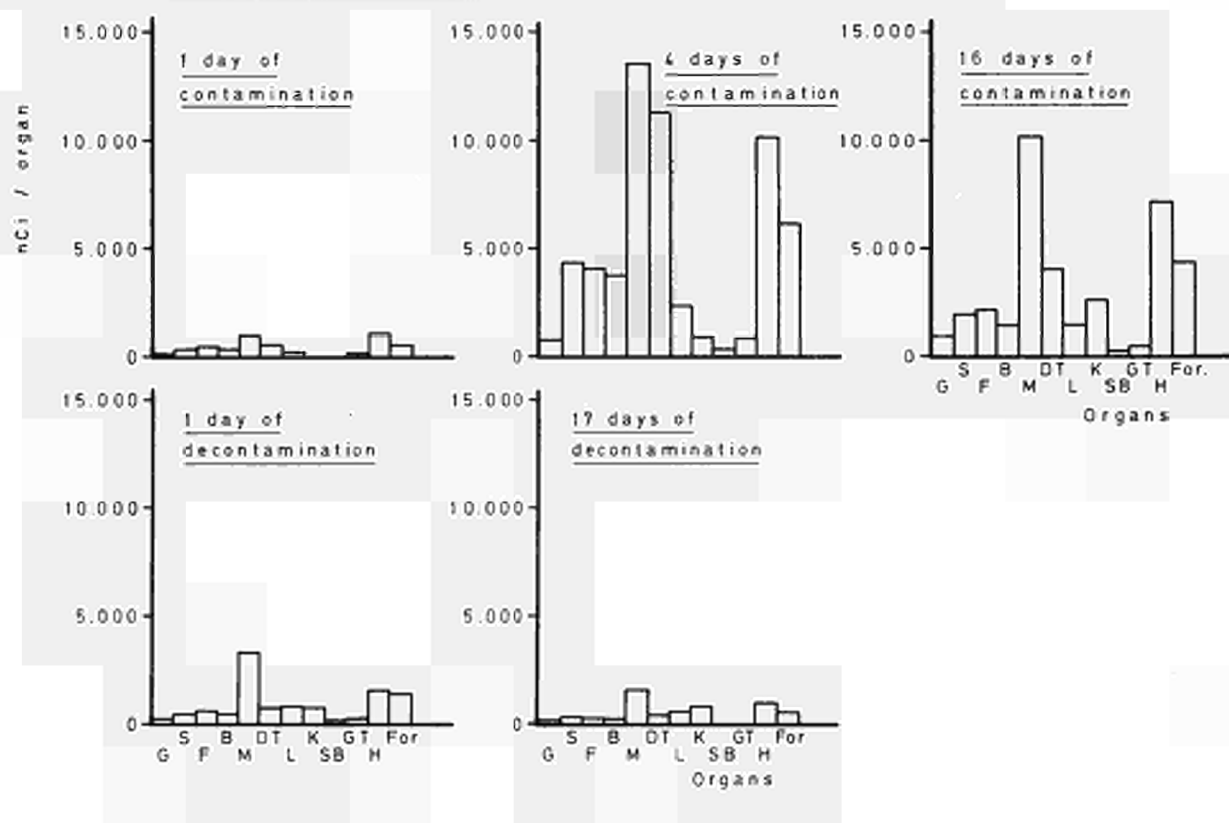 nCi / organ
15.000
10.000
5.000
0
1 day of
contamination
15.000
10.000
5.000
0
4 days of
contamination
15.000
10.000
5.000
0
16 days of
contamination
S B DT K GT For.
G F M L SB H
Organs
15.000
10.000
5.000
0
1 day of
decontamination
S B DT K GT For
G F M L SB H
15.000
10.000
5.000
0
17 days of
decontamination
S B DT K GT For
G F M L SB H
Organs